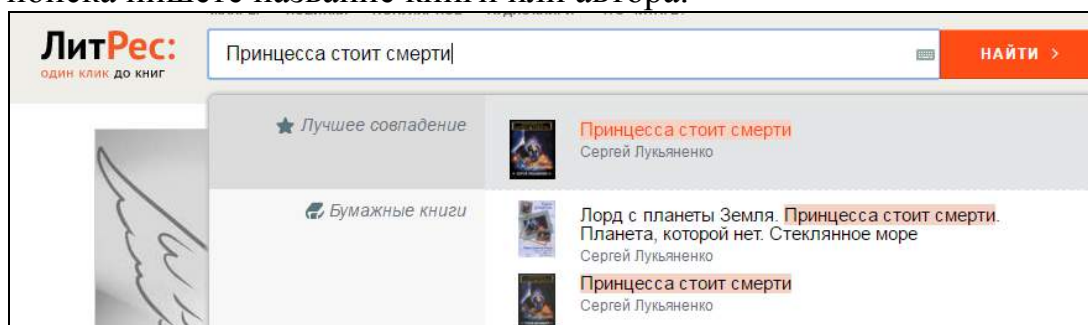 поиска пишете название книги или автора.
ЛитРес:
один клик до книг
Принцесса стоит смерти
НАЙТИ >
Лучшее совпадение
Принцесса стоит смерти
Сергей Лукьяненко
Бумажные книги
Лорд с планеты Земля. Принцесса стоит смерти.
Планета, которой нет. Стеклянное море
Сергей Лукьяненко
Принцесса стоит смерти
Сергей Лукьяненко